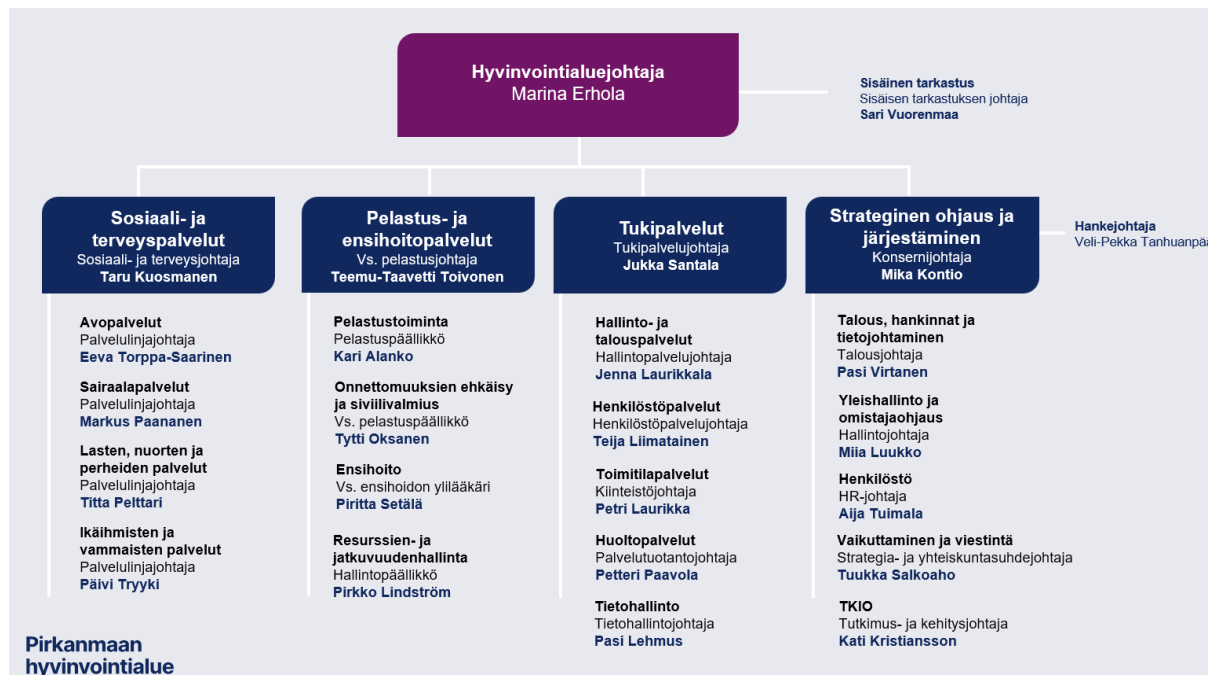 Hyvinvointialuejohtaja
Marina Erhola
Sisäinen tarkastus
Sisäisen tarkastuksen johtaja
Sari Vuorenmaa
Sosiaali- ja
terveyspalvelut
Sosiaali- ja terveysjohtaja
Taru Kuosmanen
Avopalvelut
Palvelulinjajohtaja
Eeva Torppa-Saarinen
Sairaalapalvelut
Palvelulinjajohtaja
Markus Paananen
Lasten, nuorten ja
perheiden palvelut
Palvelulinjajohtaja
Titta Pelttari
Ikäihmisten ja
vammaisten palvelut
Palvelulinjajohtaja
Päivi Tryyki
Pelastus- ja
ensihoitopalvelut
Vs. pelastusjohtaja
Teemu-Taavetti Toivonen
Pelastustoiminta
Pelastuspäällikkö
Kari Alanko
Onnettomuuksien ehkäisy
ja siviilivalmius
Vs. pelastuspäällikkö
Tytti Oksanen
Ensihoito
Vs. ensihoidon ylilääkäri
Piritta Setälä
Resurssien- ja
jatkuvuudenhallinta
Hallintopäällikkö
Pirkko Lindström
Tukipalvelut
Tukipalvelujohtaja
Jukka Santala
Hallinto- ja
talouspalvelut
Hallintopalvelujohtaja
Jenna Laurikkala
Henkilöstöpalvelut
Henkilöstöpalvelujohtaja
Teija Liimatainen
Toimitilapalvelut
Kiinteistöjohtaja
Petri Laurikka
Huoltopalvelut
Palvelutuotantojohtaja
Petteri Paavola
Tietohallinto
Tietohallintojohtaja
Pasi Lehmus
Strateginen ohjaus ja
järjestäminen
Konsernijohtaja
Mika Kontio
Hankejohtaja
Veli-Pekka Tanhuanpää
Talous, hankinnat ja
tietojohtaminen
Talousjohtaja
Pasi Virtanen
Yleishallinto ja
omistajaohjaus
Hallintojohtaja
Miia Luukko
Henkilöstö
HR-johtaja
Aija Tuimala
Vaikuttaminen ja viestintä
Strategia- ja yhteiskuntasuhdejohtaja
Tuukka Salkoaho
TKIO
Tutkimus- ja kehitysjohtaja
Kati Kristiansson
Pirkanmaan
hyvinvointialue